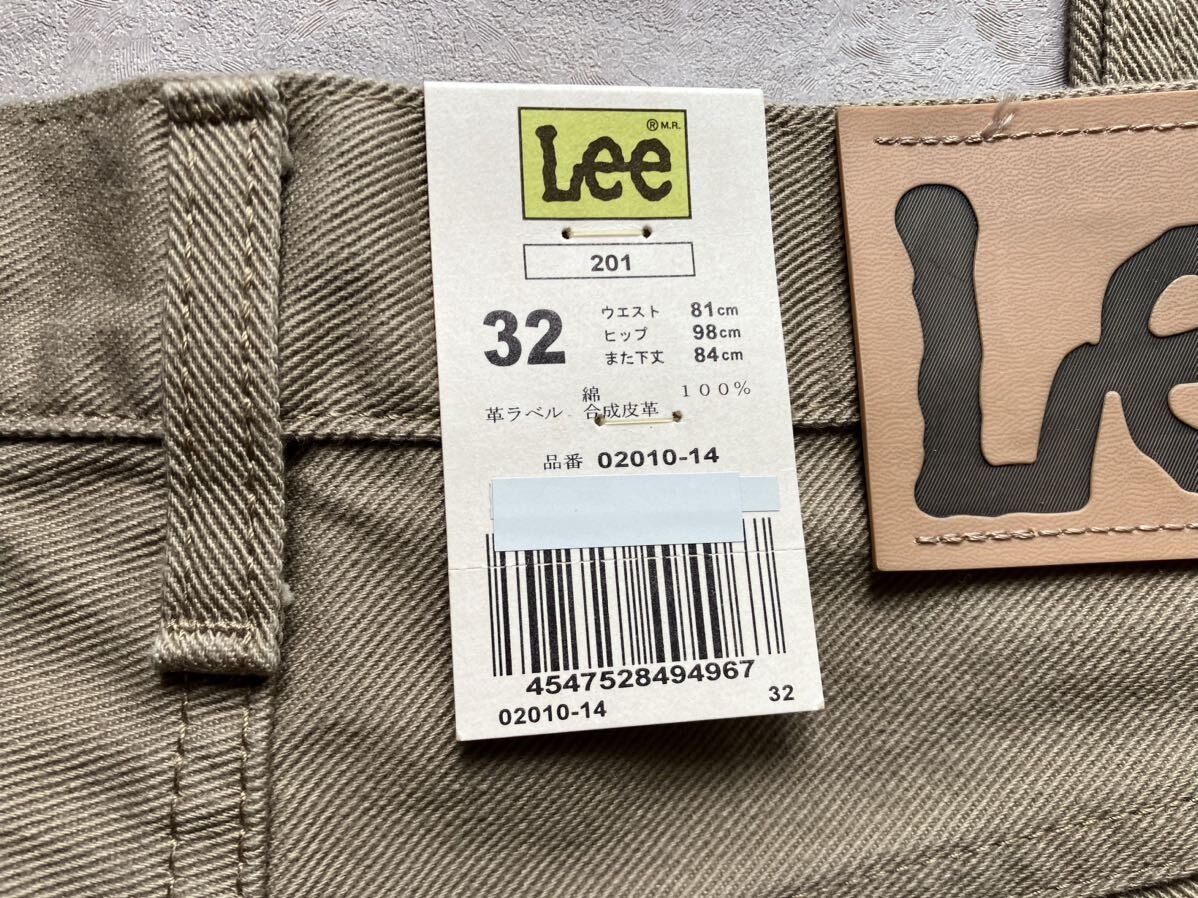 Lee ® M.R.
201
32
ウエスト 81cm
ヒップ 98cm
また下丈 84cm
綿 100%
革ラベル 合成皮革
品番 02010-14
4547528494967
02010-14 32
Le